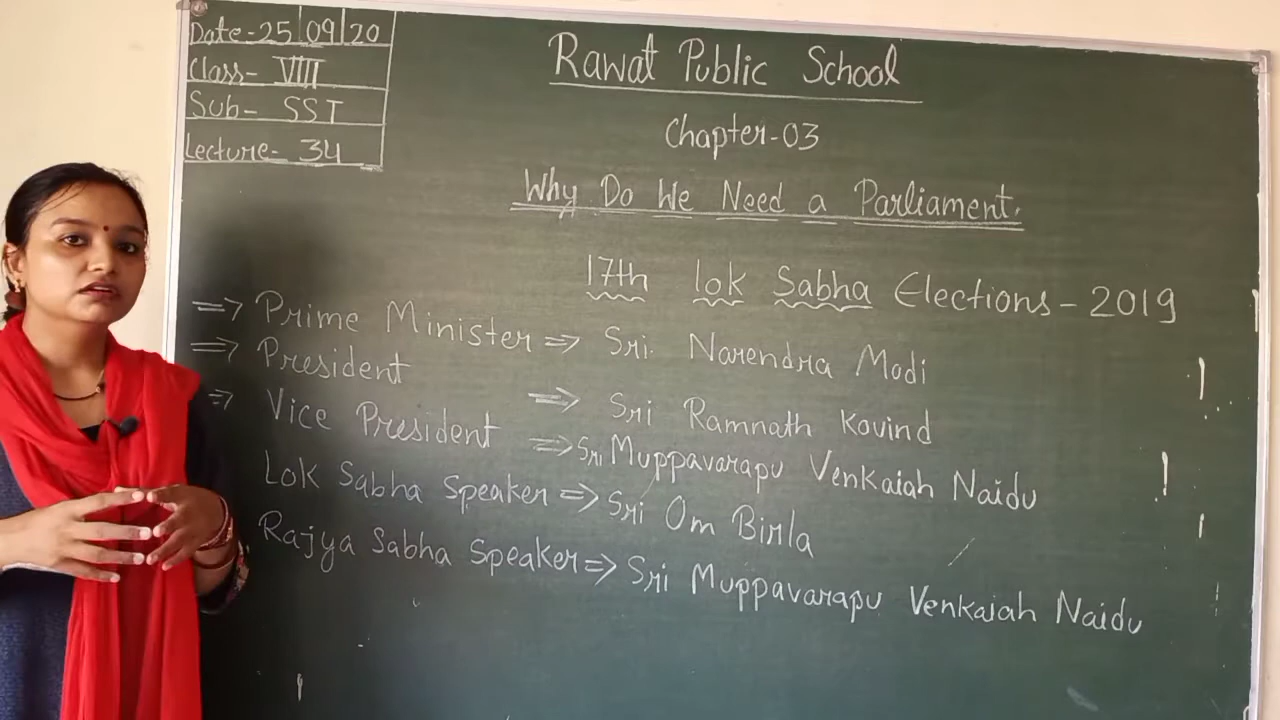 Date-25|09|20
Class- VIII
Sub- SST
Lecture- 34
Rawat Public School
Chapter-03
Why Do We Need a Parliament.
17th lok Sabha Elections-2019
=> Prime Minister => Sri. Narendra Modi
=> President => Sri Ramnath Kovind
=> Vice President => Sri Muppavarapu Venkaiah Naidu
Lok Sabha Speaker => Sri Om Birla
Rajya Sabha Speaker => Sri Muppavarapu Venkaiah Naidu